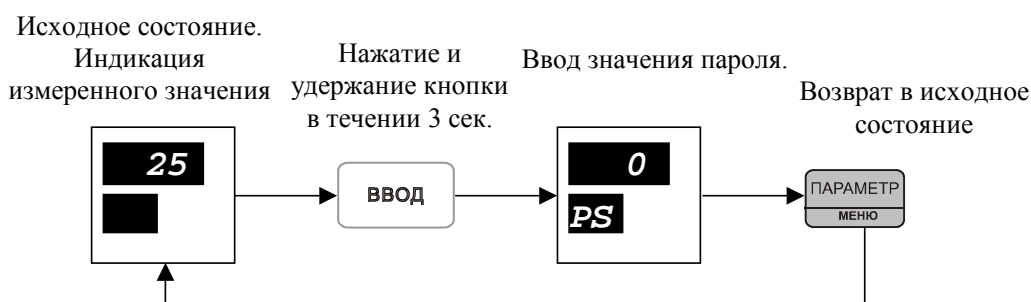 Исходное состояние.
Индикация
измеренного значения
Нажатие и
удержание кнопки
в течении 3 сек.
Ввод значения пароля.
Возврат в исходное
состояние
25
ВВОД
0
PS
ПАРАМЕТР
МЕНЮ